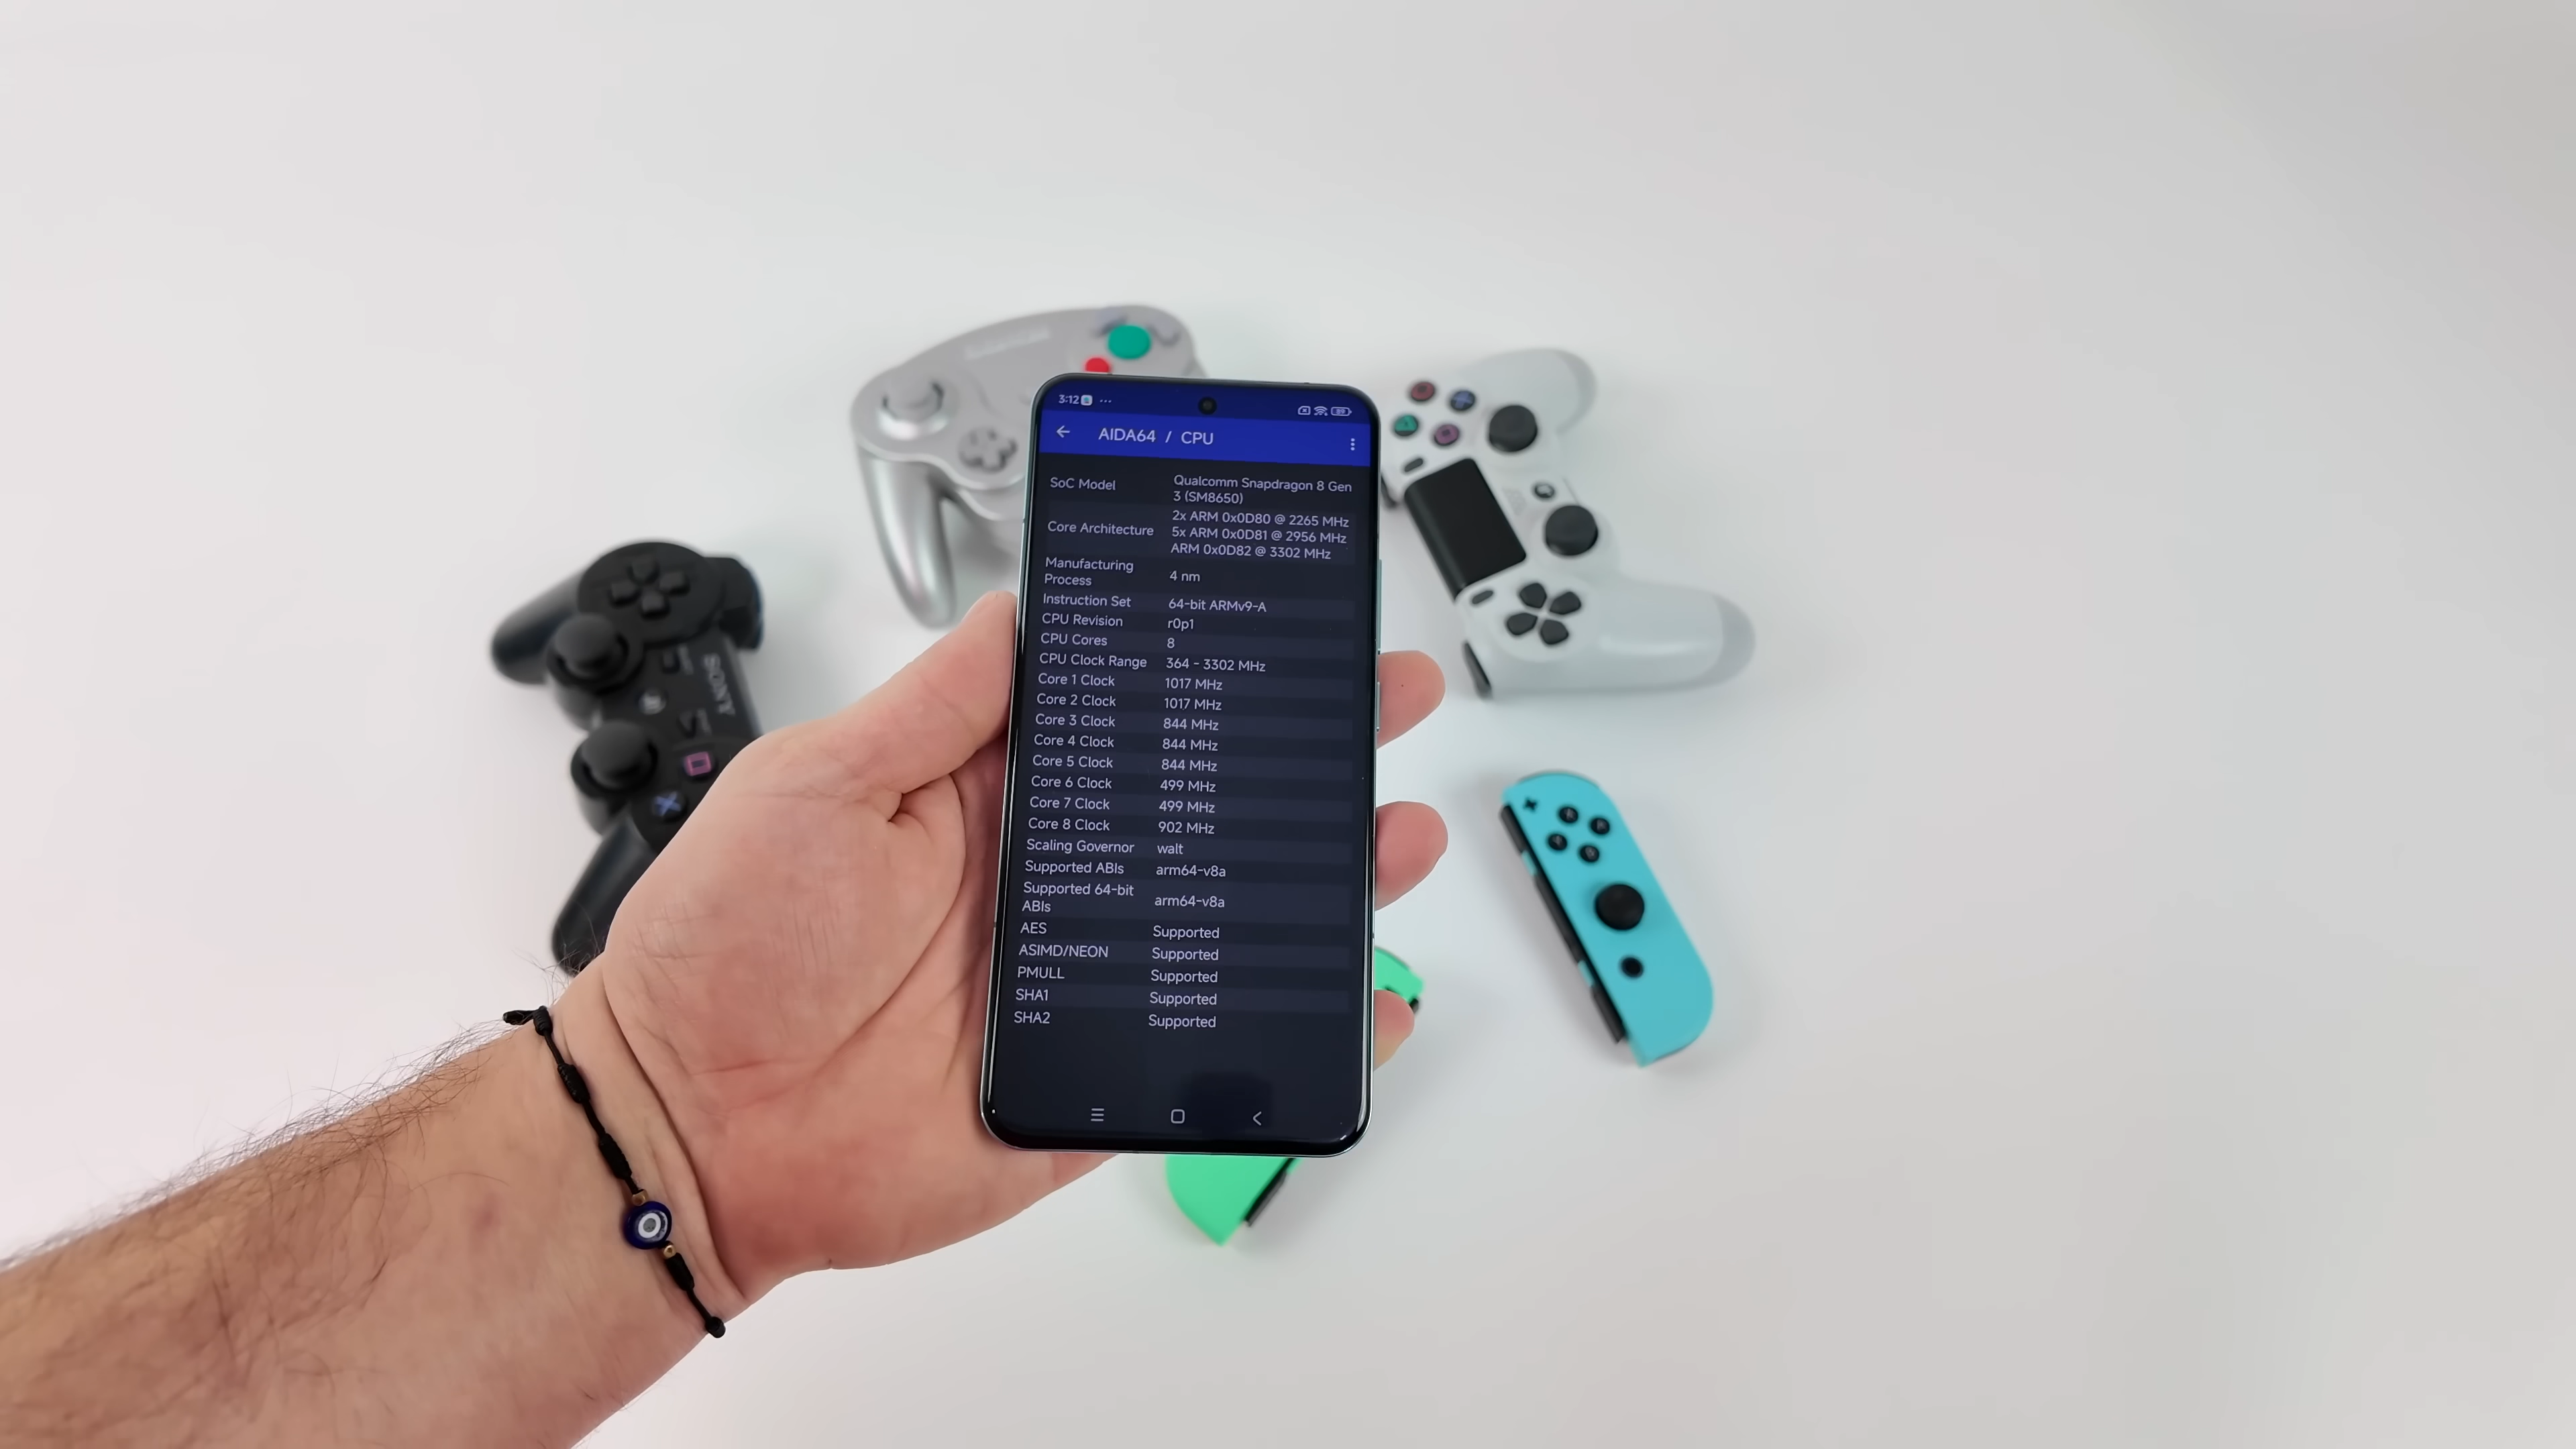 3:12 ...
AIDA64 / CPU
SoC Model Qualcomm Snapdragon 8 Gen
3 (SM8650)
Core Architecture 2x ARM 0x0D80 @ 2265 MHz
5x ARM 0x0D81 @ 2956 MHz
ARM 0x0D82 @ 3302 MHz
Manufacturing
Process 4 nm
Instruction Set 64-bit ARMv9-A
CPU Revision r0p1
CPU Cores 8
CPU Clock Range 364 - 3302 MHz
Core 1 Clock 1017 MHz
Core 2 Clock 1017 MHz
Core 3 Clock 844 MHz
Core 4 Clock 844 MHz
Core 5 Clock 844 MHz
Core 6 Clock 499 MHz
Core 7 Clock 499 MHz
Core 8 Clock 902 MHz
Scaling Governor walt
Supported ABIs arm64-v8a
Supported 64-bit
ABIs arm64-v8a
AES Supported
ASIMD/NEON Supported
PMULL Supported
SHA1 Supported
SHA2 Supported
SONY